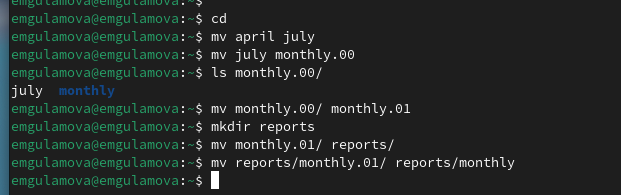 emgulamova@emgulamova:~$
emgulamova@emgulamova:~$ cd
emgulamova@emgulamova:~$ mv april july
emgulamova@emgulamova:~$ mv july monthly.00
emgulamova@emgulamova:~$ ls monthly.00/
july  monthly
emgulamova@emgulamova:~$ mv monthly.00/ monthly.01
emgulamova@emgulamova:~$ mkdir reports
emgulamova@emgulamova:~$ mv monthly.01/ reports/
emgulamova@emgulamova:~$ mv reports/monthly.01/ reports/monthly
emgulamova@emgulamova:~$